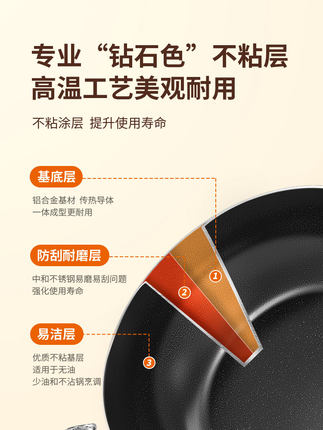 专业“钻石色”不粘层
高温工艺美观耐用
不粘涂层 提升使用寿命
基底层
铝合金基材 传热导体
一体成型更耐用
1
防刮耐磨层
中和不锈钢易磨易刮问题
强化使用寿命
2
易洁层
优质不粘基层
适用于无油
少油和不沾锅烹调
3